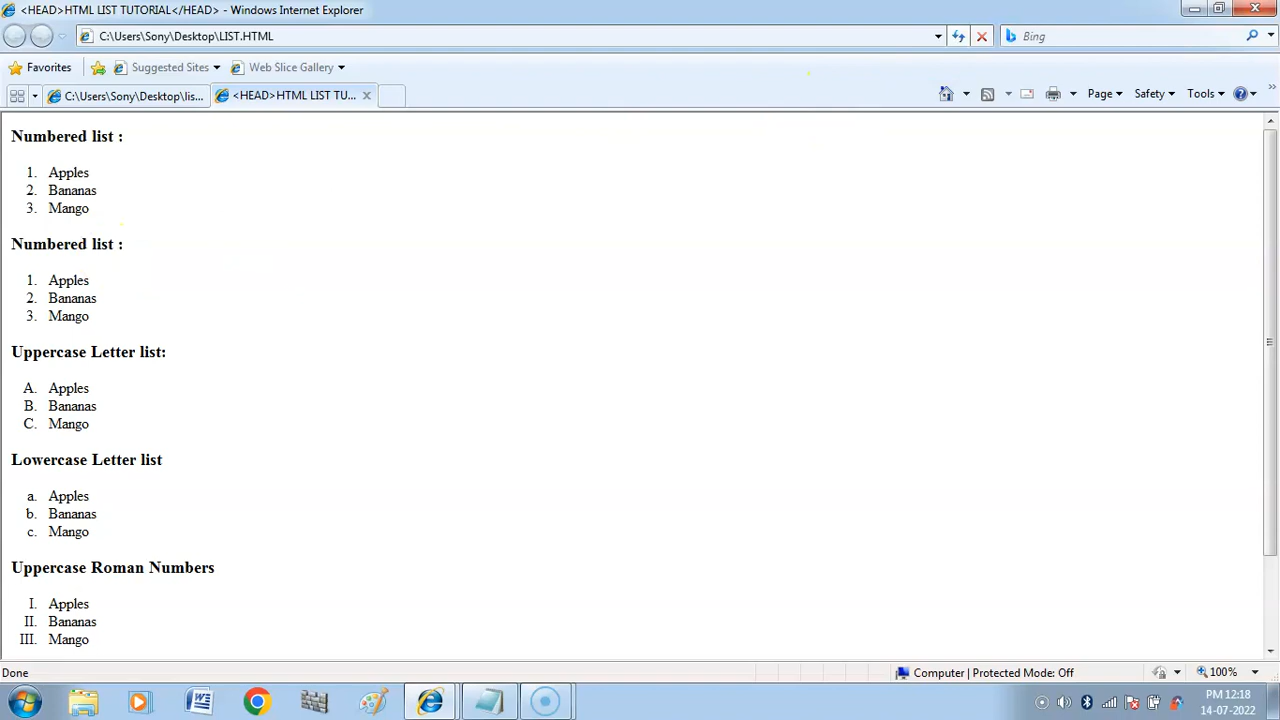 <HEAD>HTML LIST TUTORIAL</HEAD> - Windows Internet Explorer
C:\Users\Sony\Desktop\LIST.HTML
Bing
Favorites Suggested Sites Web Slice Gallery
C:\Users\Sony\Desktop\lis... <HEAD>HTML LIST TU... Page Safety Tools
Numbered list :
1. Apples
2. Bananas
3. Mango
Numbered list :
1. Apples
2. Bananas
3. Mango
Uppercase Letter list:
A. Apples
B. Bananas
C. Mango
Lowercase Letter list
a. Apples
b. Bananas
c. Mango
Uppercase Roman Numbers
I. Apples
II. Bananas
III. Mango
Done Computer | Protected Mode: Off 100%
PM 12:18
14-07-2022